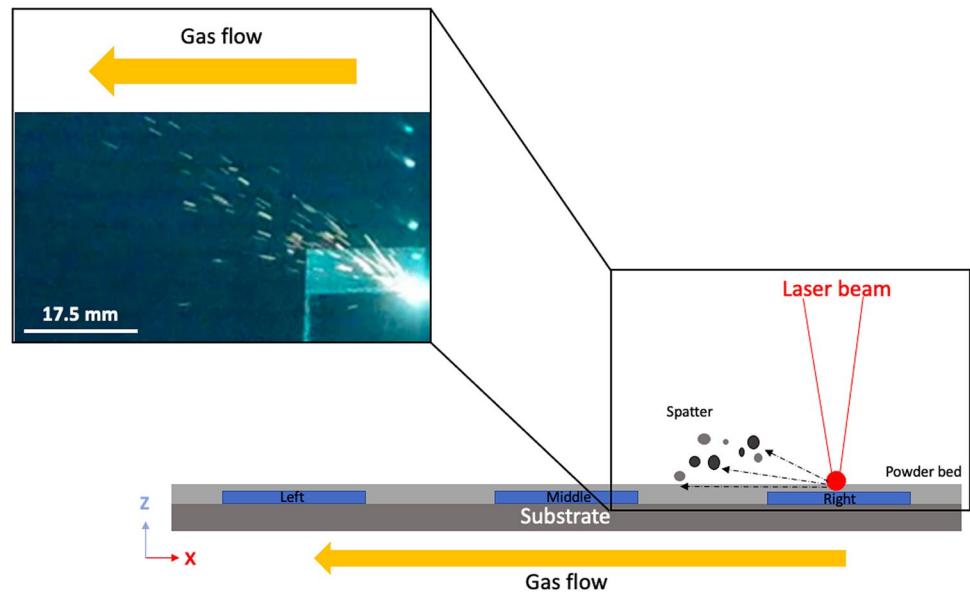 Gas flow
17.5 mm
Laser beam
Spatter
Powder bed
Left
Middle
Right
Substrate
Z
X
Gas flow